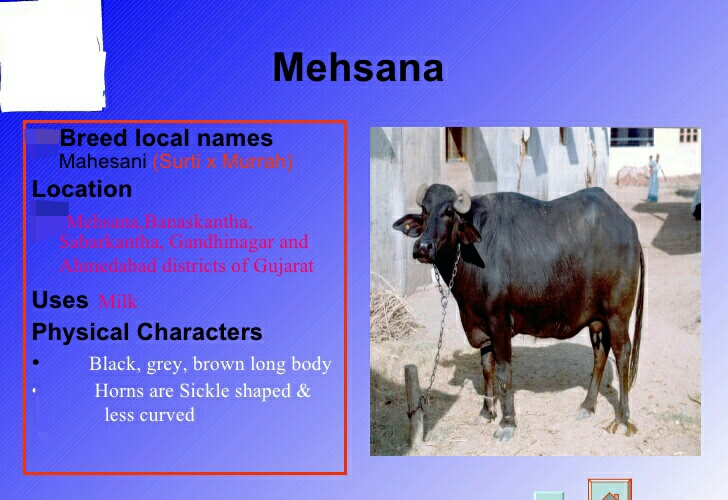 Mehsana
Breed local names
Mahesani (Surti x Murrah)
Location
Mehsana,Banaskantha,
Sabarkantha, Gandhinagar and
Ahmedabad districts of Gujarat
Uses Milk
Physical Characters
• Black, grey, brown long body
• Horns are Sickle shaped &
less curved